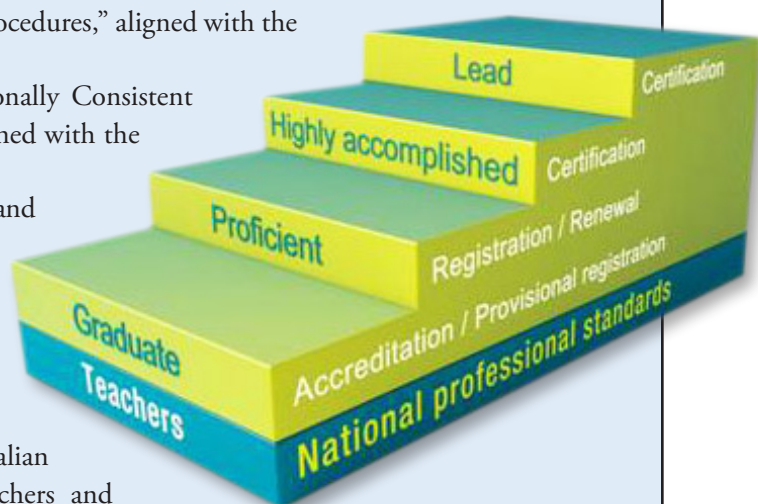 ocedures,” aligned with the
onally Consistent
ned with the
and
alian
chers and
Lead
Certification
Highly accomplished
Certification
Proficient
Registration / Renewal
Graduate
Accreditation / Provisional registration
Teachers
National professional standards